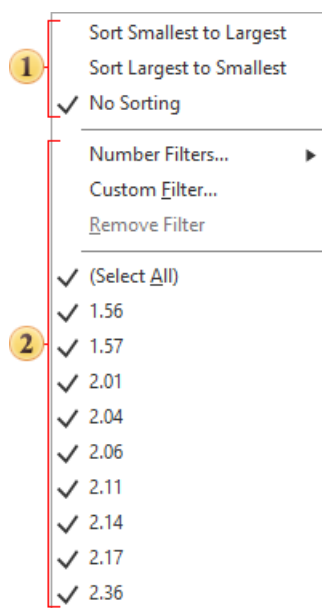 1
Sort Smallest to Largest
Sort Largest to Smallest
No Sorting
2
Number Filters...
Custom Filter...
Remove Filter
(Select All)
1.56
1.57
2.01
2.04
2.06
2.11
2.14
2.17
2.36